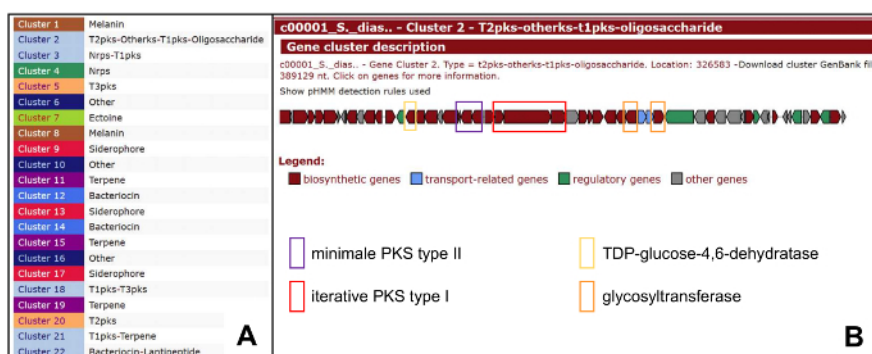 Cluster 1 Melanin
Cluster 2 T2pks-Otherks-T1pks-Oligosaccharide
Cluster 3 Nrps-T1pks
Cluster 4 Nrps
Cluster 5 T3pks
Cluster 6 Other
Cluster 7 Ectoine
Cluster 8 Melanin
Cluster 9 Siderophore
Cluster 10 Other
Cluster 11 Terpene
Cluster 12 Bacteriocin
Cluster 13 Siderophore
Cluster 14 Bacteriocin
Cluster 15 Terpene
Cluster 16 Other
Cluster 17 Siderophore
Cluster 18 T1pks-T3pks
Cluster 19 Terpene
Cluster 20 T2pks
Cluster 21 T1pks-Terpene
Cluster 22 Bacteriocin-Lantipeptide
A
c00001_S._dias.. - Cluster 2 - T2pks-otherks-t1pks-oligosaccharide
Gene cluster description
c00001_S._dias.. - Gene Cluster 2. Type = t2pks-otherks-t1pks-oligosaccharide. Location: 326583 -Download cluster GenBank fil
389129 nt. Click on genes for more information.
Show pHMM detection rules used
Legend:
biosynthetic genes transport-related genes regulatory genes other genes
minimale PKS type II TDP-glucose-4,6-dehydratase
iterative PKS type I glycosyltransferase
B